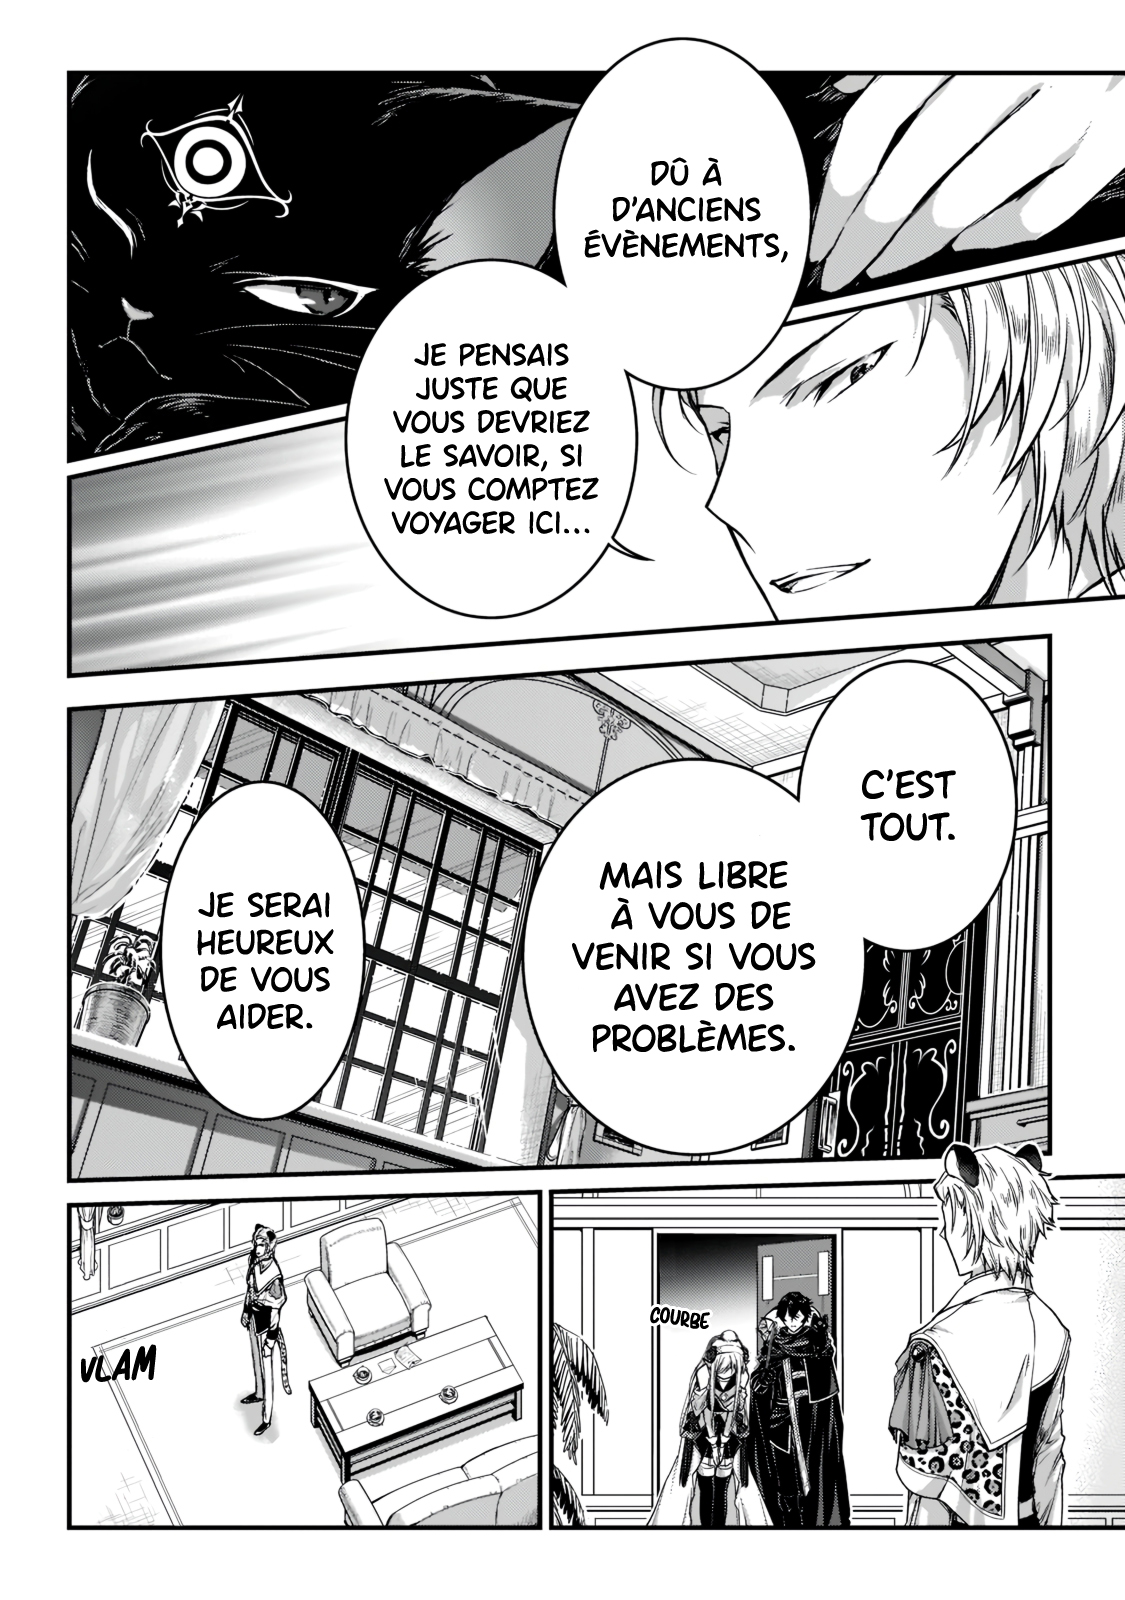 DÛ À
D'ANCIENS
ÉVÈNEMENTS,
JE PENSAIS
JUSTE QUE
VOUS DEVRIEZ
LE SAVOIR, SI
VOUS COMPTEZ
VOYAGER ICI...
C'EST
TOUT.
MAIS LIBRE
À VOUS DE
VENIR SI VOUS
AVEZ DES
PROBLÈMES.
JE SERAI
HEUREUX
DE VOUS
AIDER.
COURBE
VLAM